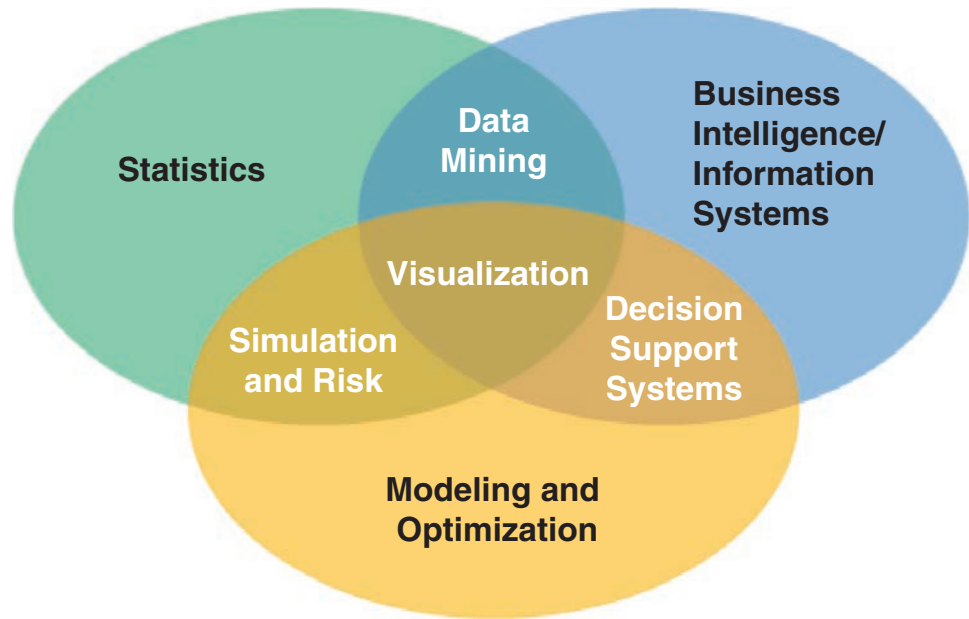 Statistics
Data
Mining
Business
Intelligence/
Information
Systems
Visualization
Simulation
and Risk
Decision
Support
Systems
Modeling and
Optimization